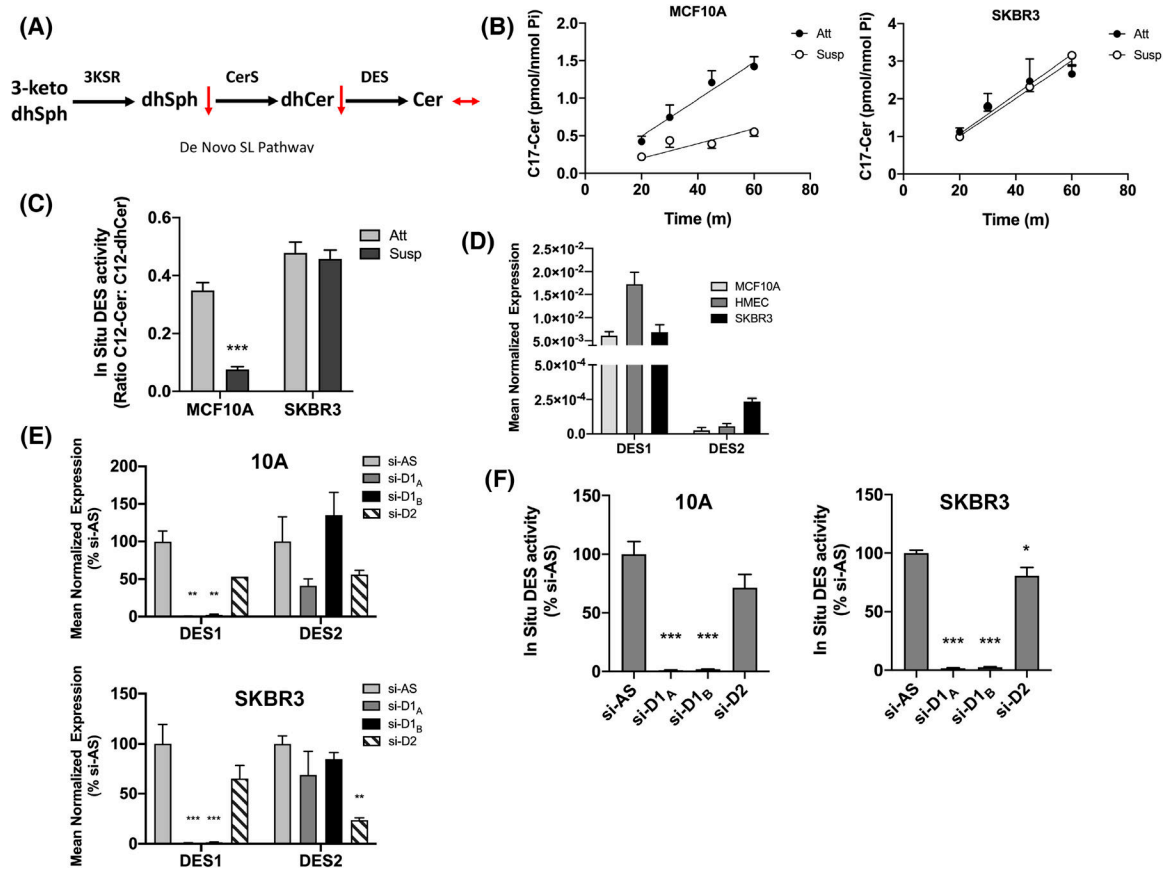 (A)
3KSR
CerS
DES
3-keto
dhSph
dhSph
dhCer
Cer
De Novo SL Pathwav
(B)
MCF10A
C17-Cer (pmol/nmol Pi)
2.0
1.5
1.0
0.5
0.0
0
20
40
60
80
Time (m)
Att
Susp
SKBR3
C17-Cer (pmol/nmol Pi)
4
3
2
1
0
0
20
40
60
80
Time (m)
Att
Susp
(C)
In Situ DES activity
(Ratio C12-Cer: C12-dhCer)
0.6
0.4
0.2
0.0
***
MCF10A
SKBR3
Att
Susp
(D)
Mean Normalized Expression
2.5×10-2
2.0×10-2
1.5×10-2
1.0×10-2
5.0×10-3
5.0×10-4
2.5×10-4
0.0
DES1
DES2
MCF10A
HMEC
SKBR3
(E)
10A
Mean Normalized Expression
(% si-AS)
200
150
100
50
0
**
**
DES1
DES2
si-AS
si-D1A
si-D1B
si-D2
SKBR3
Mean Normalized Expression
(% si-AS)
150
100
50
0
***
***
**
DES1
DES2
si-AS
si-D1A
si-D1B
si-D2
(F)
10A
In Situ DES activity
(% si-AS)
150
100
50
0
***
***
si-AS
si-D1A
si-D1B
si-D2
SKBR3
In Situ DES activity
(% si-AS)
150
100
50
0
***
***
*
si-AS
si-D1A
si-D1B
si-D2